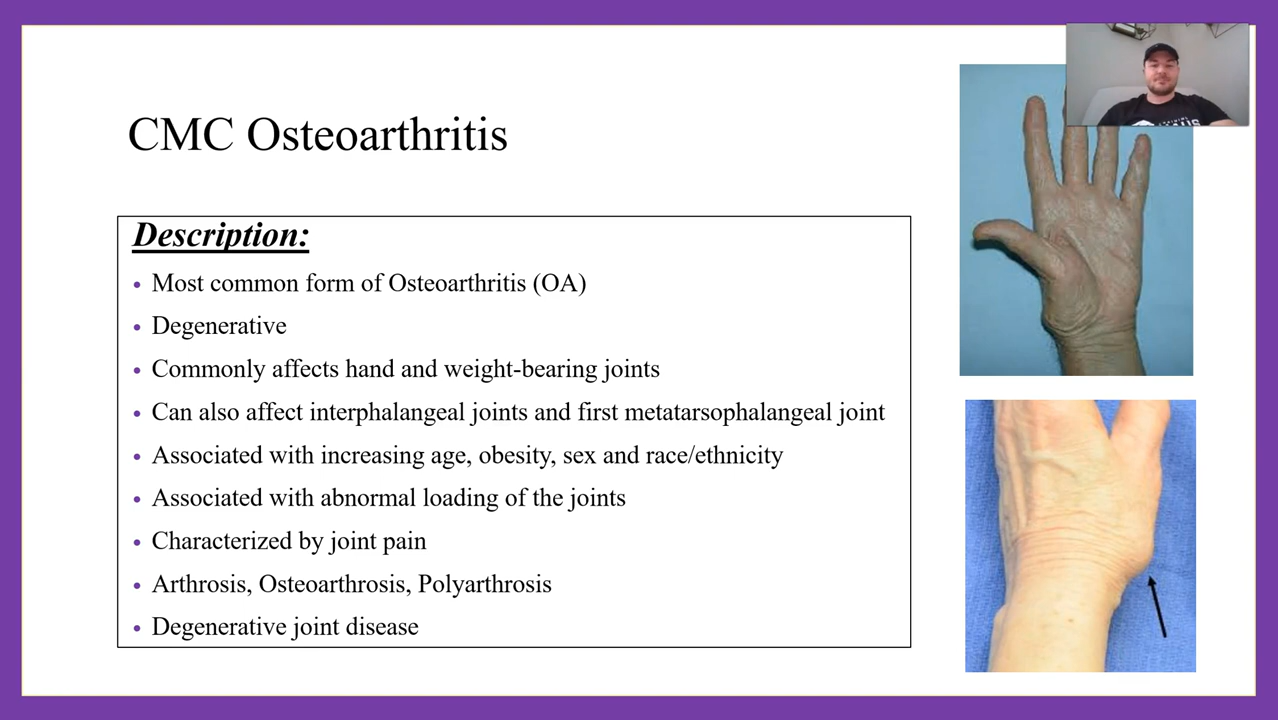 CMC Osteoarthritis
Description:
• Most common form of Osteoarthritis (OA)
• Degenerative
• Commonly affects hand and weight-bearing joints
• Can also affect interphalangeal joints and first metatarsophalangeal joint
• Associated with increasing age, obesity, sex and race/ethnicity
• Associated with abnormal loading of the joints
• Characterized by joint pain
• Arthrosis, Osteoarthrosis, Polyarthrosis
• Degenerative joint disease